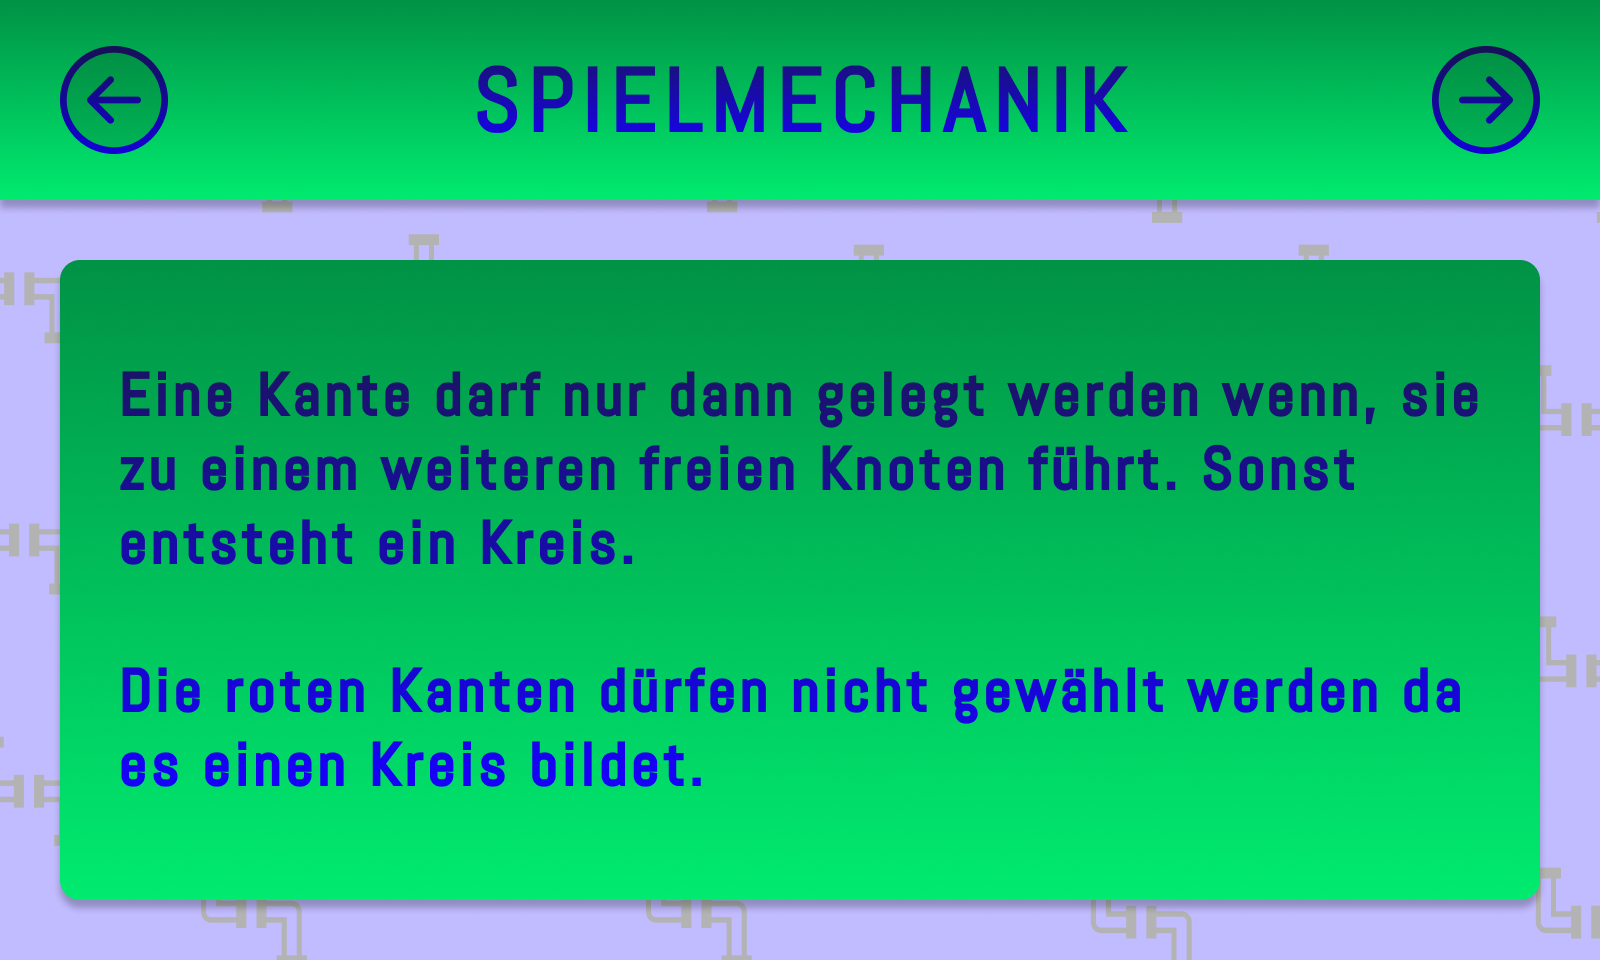 SPIELMECHANIK
Eine Kante darf nur dann gelegt werden wenn, sie
zu einem weiteren freien Knoten führt. Sonst
entsteht ein Kreis.
Die roten Kanten dürfen nicht gewählt werden da
es einen Kreis bildet.